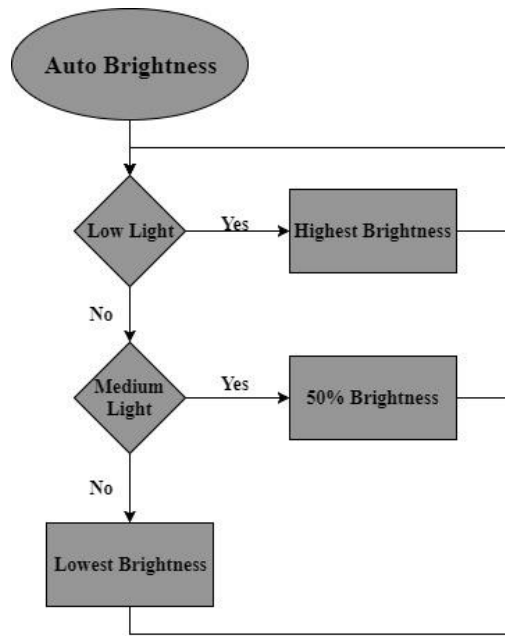 Auto Brightness
Low Light
Yes
Highest Brightness
No
Medium
Light
Yes
50% Brightness
No
Lowest Brightness